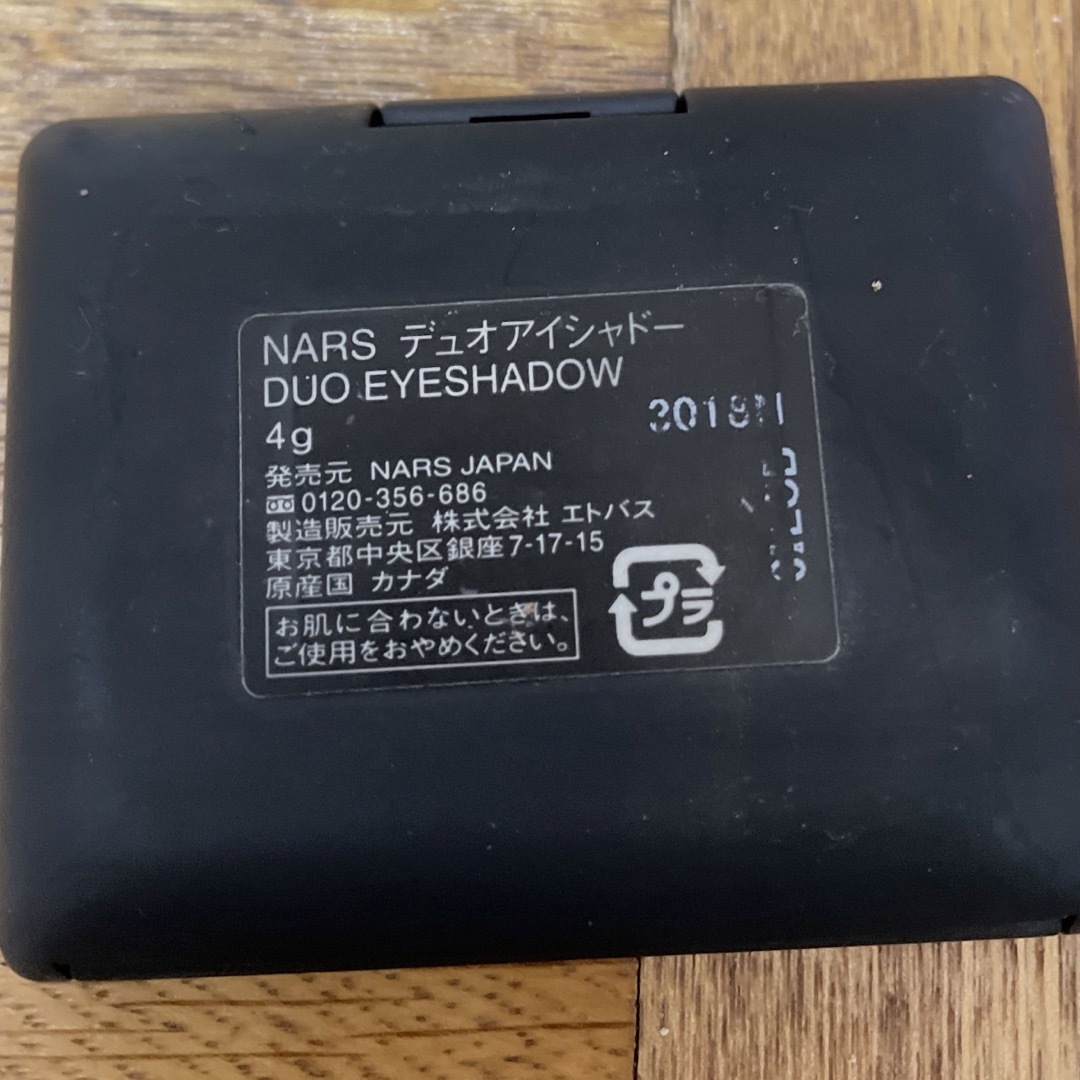 NARS デュオアイシャドー
DUO EYESHADOW
4g
発売元 NARS JAPAN
0120-356-686
製造販売元 株式会社 エトバス
東京都中央区銀座7-17-15
原産国 カナダ
お肌に合わないときは、
ご使用をおやめください。
プラ